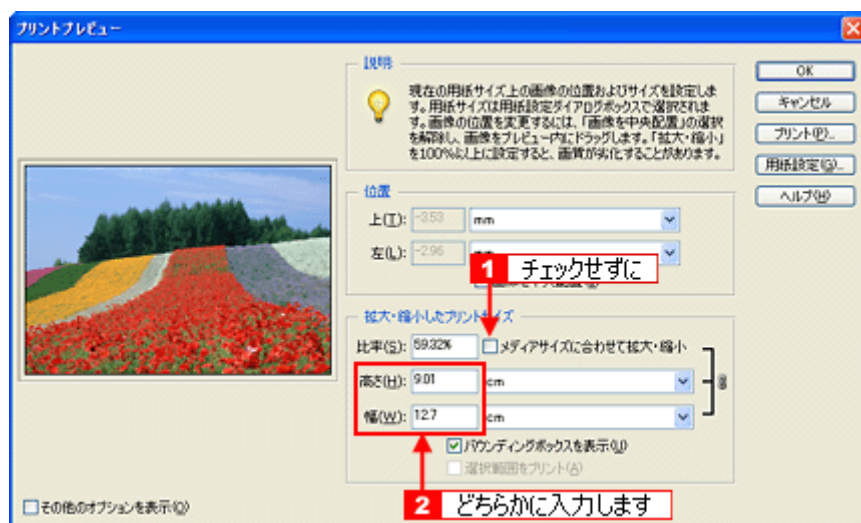 プリントプレビュー
説明
現在の用紙サイズ上の画像の位置およびサイズを設定しま
す。用紙サイズは用紙設定ダイアログボックスで選択されま
す。画像の位置を変更するには、「画像を中央配置」の選択
を解除し、画像をプレビュー内にドラッグします。「拡大・縮小」
を100%以上に設定すると、画質が劣化することがあります。
OK
キャンセル
プリント(P)...
用紙設定(G)...
ヘルプ(H)
位置
上(T): -3.53 mm
左(L): -2.96
1 チェックせずに
拡大・縮小したプリントサイズ
比率(S): 59.32% メディアサイズに合わせて拡大・縮小
高さ(H): 9.01 cm
幅(W): 12.7 cm
バウンディングボックスを表示(U)
選択範囲をプリント(A)
2 どちらかに入力します
その他のオプションを表示(O)